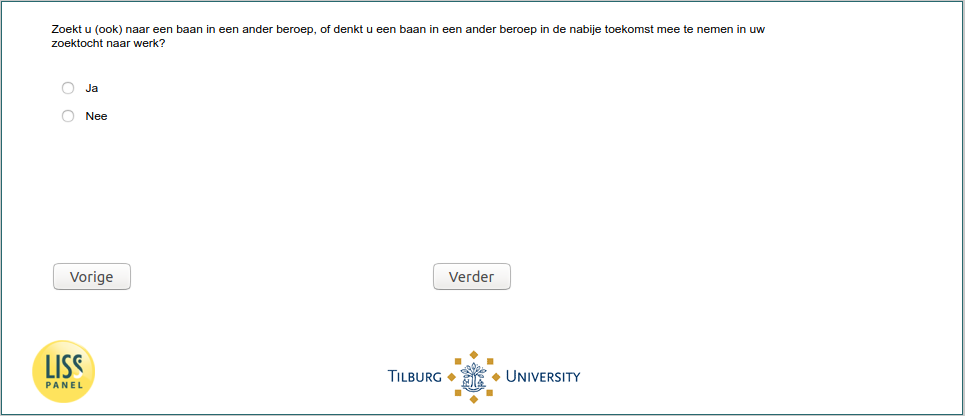 Zoekt u (ook) naar een baan in een ander beroep, of denkt u een baan in een ander beroep in de nabije toekomst mee te nemen in uw
zoektocht naar werk?
Ja
Nee
Vorige
Verder
LISS
PANEL
TILBURG UNIVERSITY